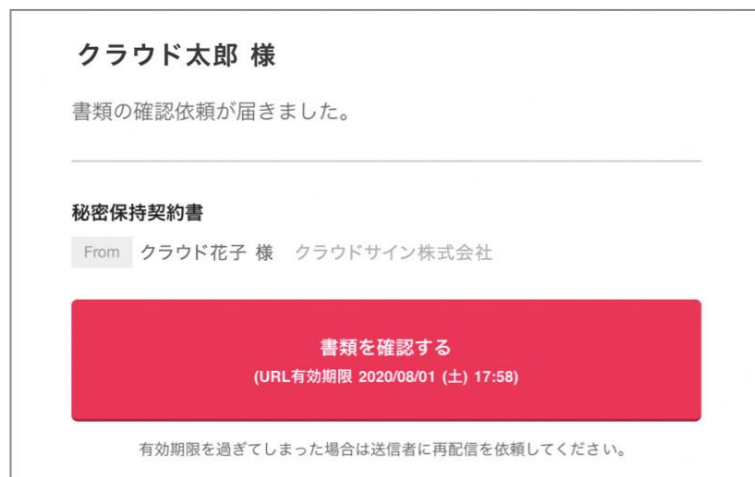 クラウド太郎 様
書類の確認依頼が届きました。
秘密保持契約書
From クラウド花子 様 クラウドサイン株式会社
書類を確認する
(URL有効期限 2020/08/01 (土) 17:58)
有効期限を過ぎてしまった場合は送信者に再配信を依頼してください。